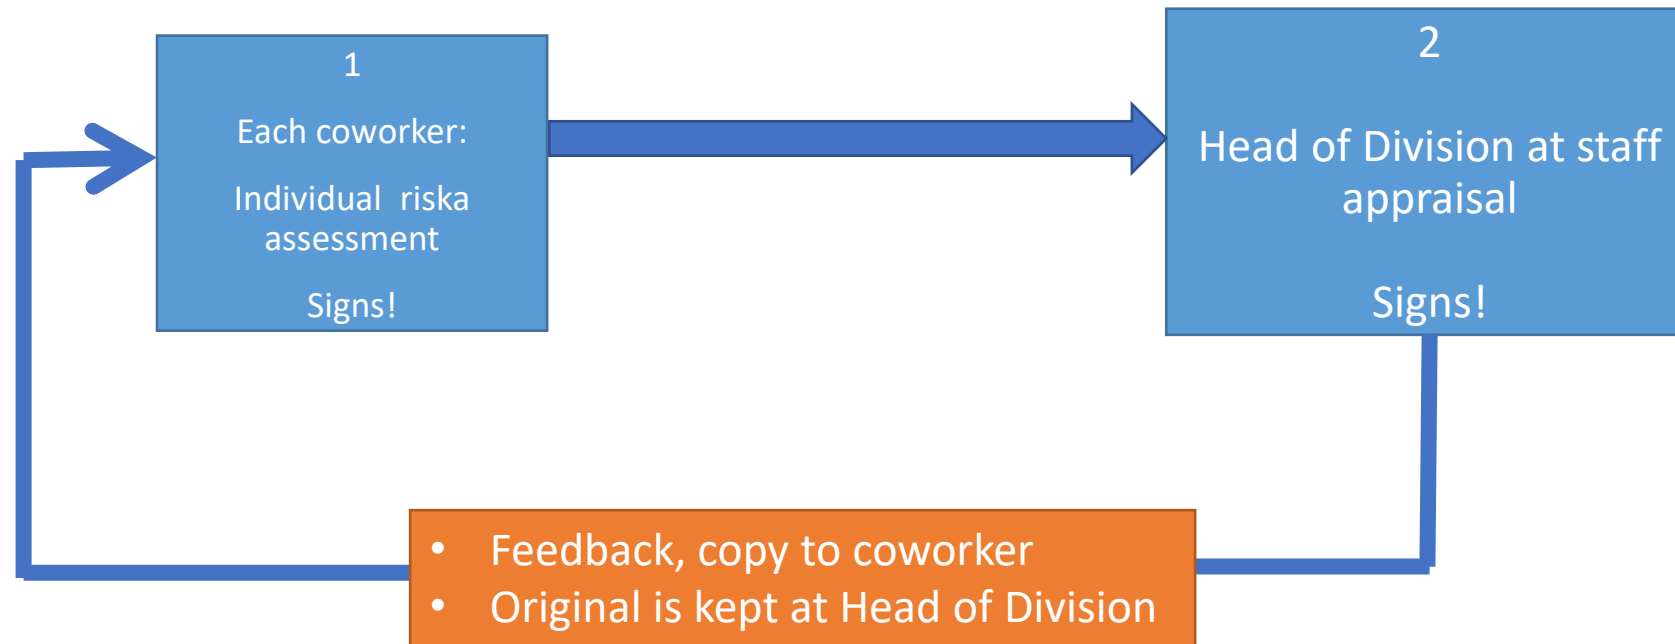 1
Each coworker:
Individual  riska
assessment
Signs!
2
Head of Division at staff
appraisal
Signs!
• Feedback, copy to coworker
• Original is kept at Head of Division